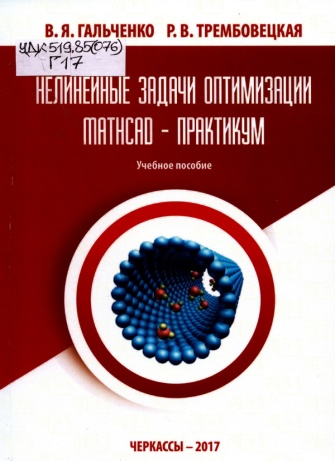 В. Я. ГАЛЬЧЕНКО Р. В. ТРЕМБОВЕЦКАЯ
УДК 519.85(076)
Г17
НЕЛИНЕЙНЫЕ ЗАДАЧИ ОПТИМИЗАЦИИ
MATHCAD - ПРАКТИКУМ
Учебное пособие
ЧЕРКАССЫ – 2017